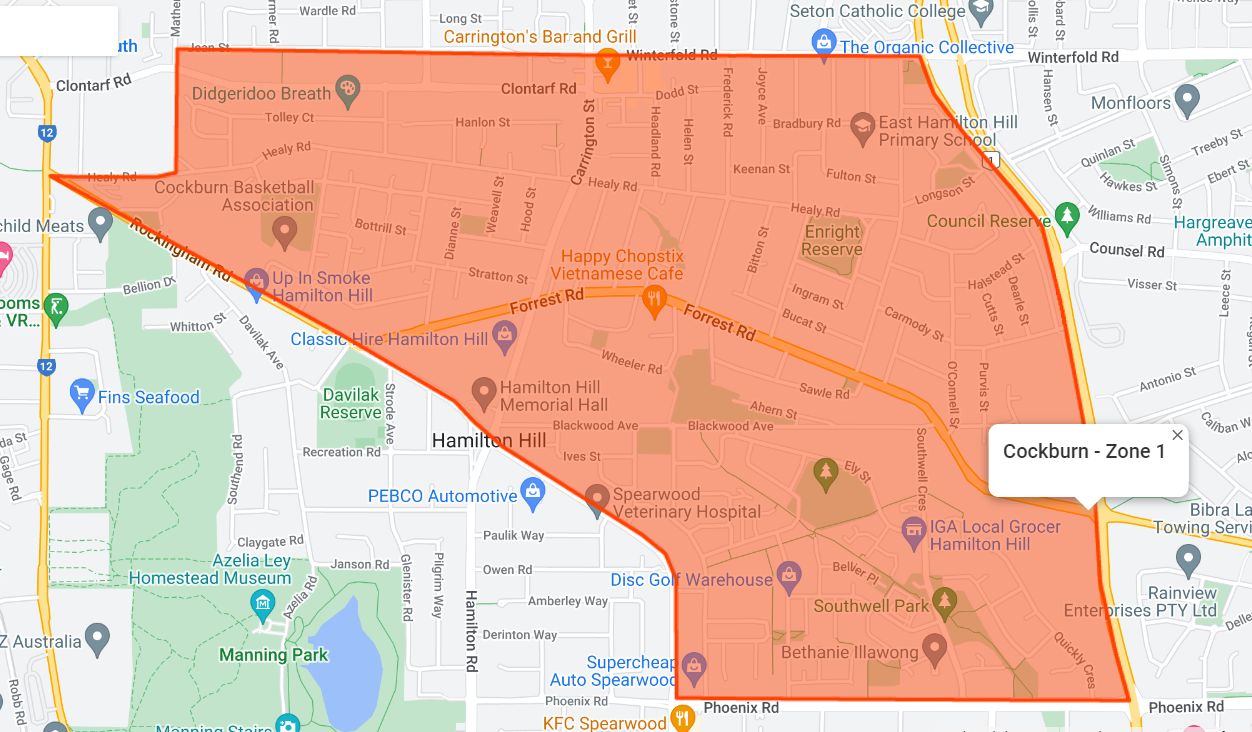 Wardle Rd
Long St
Seton Catholic College
Carrington's Bar and Grill
Winterfold Rd
The Organic Collective
Winterfold Rd
Clontarf Rd
Didgeridoo Breath
Clontarf Rd
Dodd St
Frederick Rd
Joyce Ave
Hansen St
Monfloors
Tolley Ct
Hanlon St
Carrington St
Headland Rd
Helen St
Bradbury Rd
East Hamilton Hill
Primary School
1
12
Healy Rd
Quinlan St
Treeby St
Simons St
Ebert St
Hawkes St
Healy Rd
Cockburn Basketball
Association
Weavell St
Hood St
Healy Rd
Keenan St
Fulton St
Longson St
Healy Rd
Council Reserve
Williams Rd
Hargreave
Amphit
child Meats
Rockingham Rd
Bottrill St
Dianne St
Bitton St
Enright
Reserve
Counsel Rd
Happy Chopstix
Vietnamese Cafe
Up In Smoke
Hamilton Hill
Stratton St
Halstead St
Dearle St
Cutts St
Visser St
Leece St
Bellion Dr
ooms
& VR...
Whitton St
Davilak Ave
Forrest Rd
Forrest Rd
Ingram St
Bucat St
Carmody St
Classic Hire Hamilton Hill
12
Wheeler Rd
O'Connell St
Purvis St
Antonio St
Fins Seafood
Davilak
Reserve
Strode Ave
Hamilton Hill
Memorial Hall
Sawle Rd
Ahern St
Blackwood Ave
Blackwood Ave
Hamilton Hill
Cockburn - Zone 1
Southend Rd
Recreation Rd
Ives St
Ely St
Southwell Cres
Gage Rd
PEBCO Automotive
Spearwood
Veterinary Hospital
IGA Local Grocer
Hamilton Hill
Bibra La
Towing Servi
Paulik Way
Claygate Rd
Janson Rd
Azelia Ley
Homestead Museum
Azelia Rd
Glenister Rd
Pilgrim Way
Owen Rd
Disc Golf Warehouse
Beller Pl
Southwell Park
Rainview
Enterprises PTY Ltd
Amberley Way
Hamilton Rd
Derinton Way
Z Australia
Manning Park
Supercheap
Auto Spearwood
Bethanie Illawong
Quickly Cres
Robb Rd
Phoenix Rd
Phoenix Rd
Phoenix Rd
KFC Spearwood
Manning Stairs